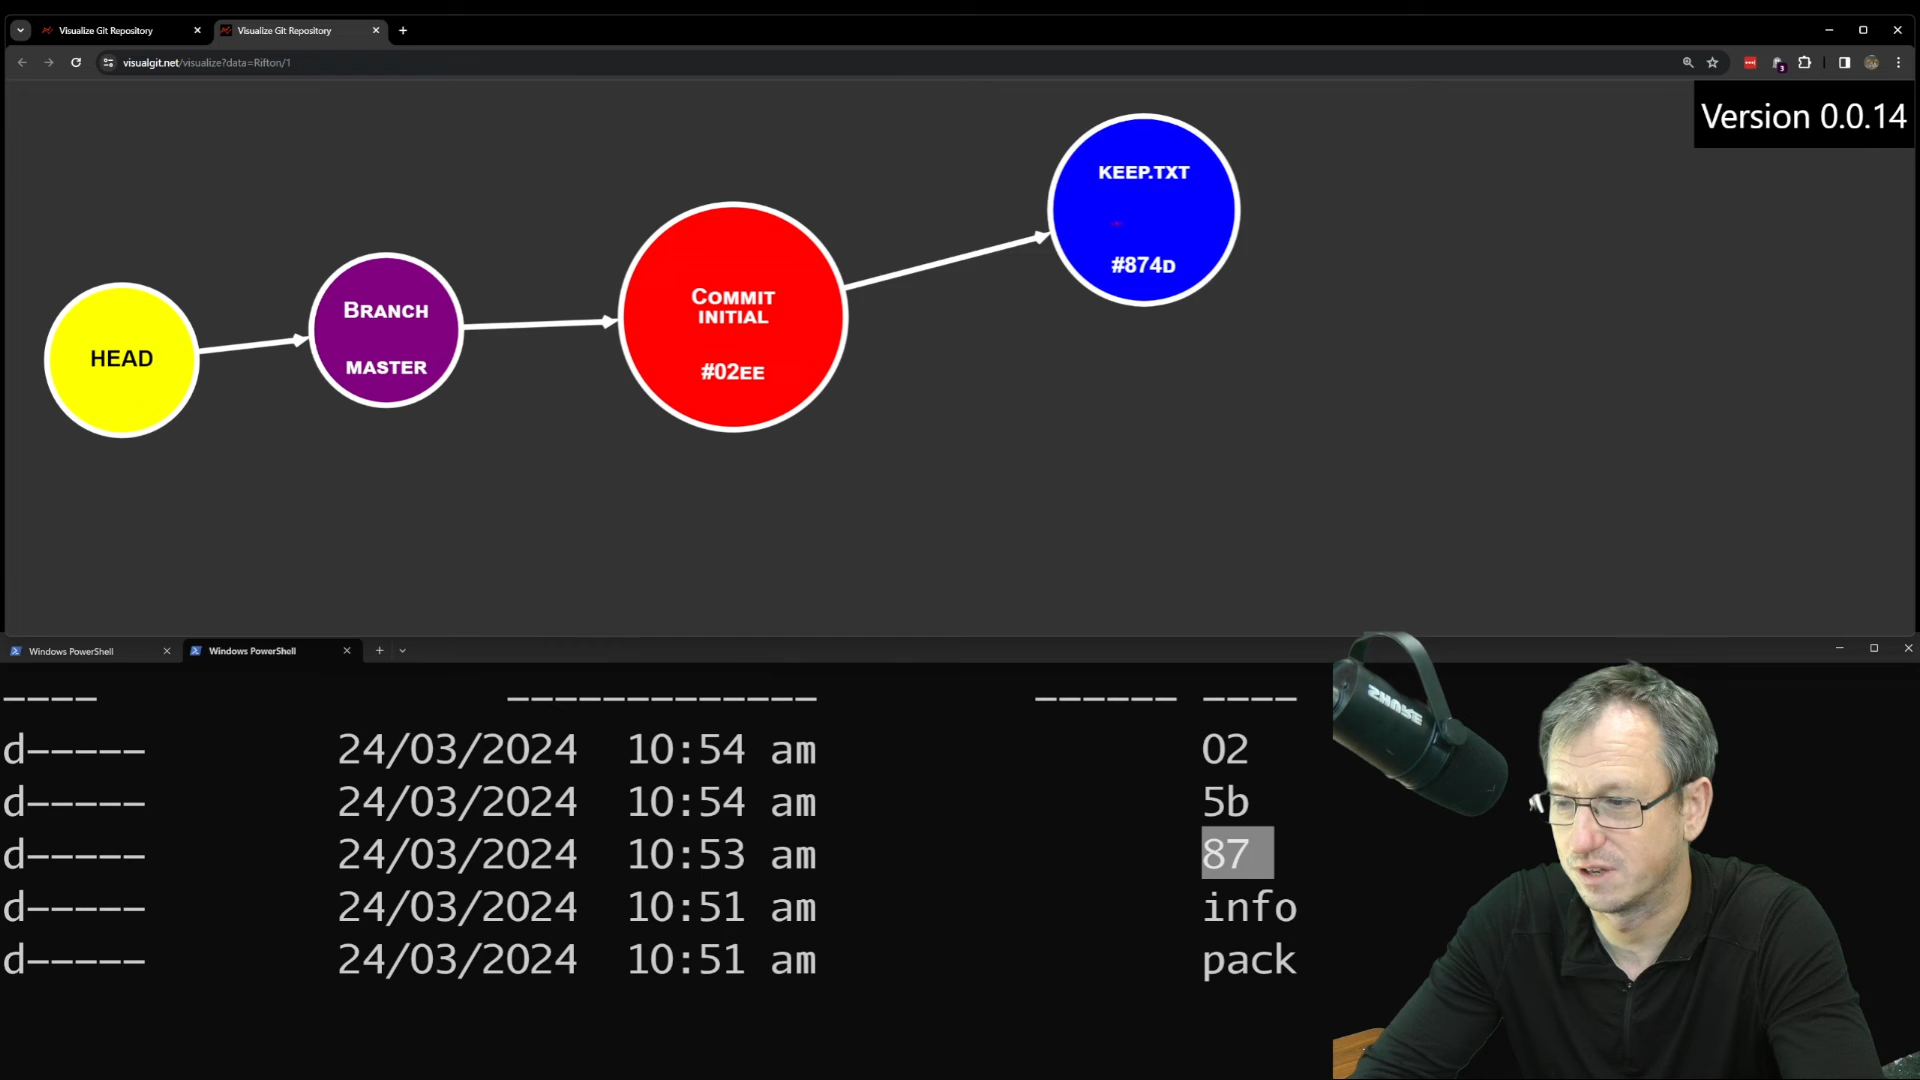 Visualize Git Repository
Visualize Git Repository
visualgit.net/visualize?data=Rifton/1
3
Version 0.0.14
KEEP.TXT
#874D
COMMIT
INITIAL
#02EE
BRANCH
MASTER
HEAD
Windows PowerShell
Windows PowerShell
---- ------------- ------ ----
d----- 24/03/2024 10:54 am 02
d----- 24/03/2024 10:54 am 5b
d----- 24/03/2024 10:53 am 87
d----- 24/03/2024 10:51 am info
d----- 24/03/2024 10:51 am pack
SHURE